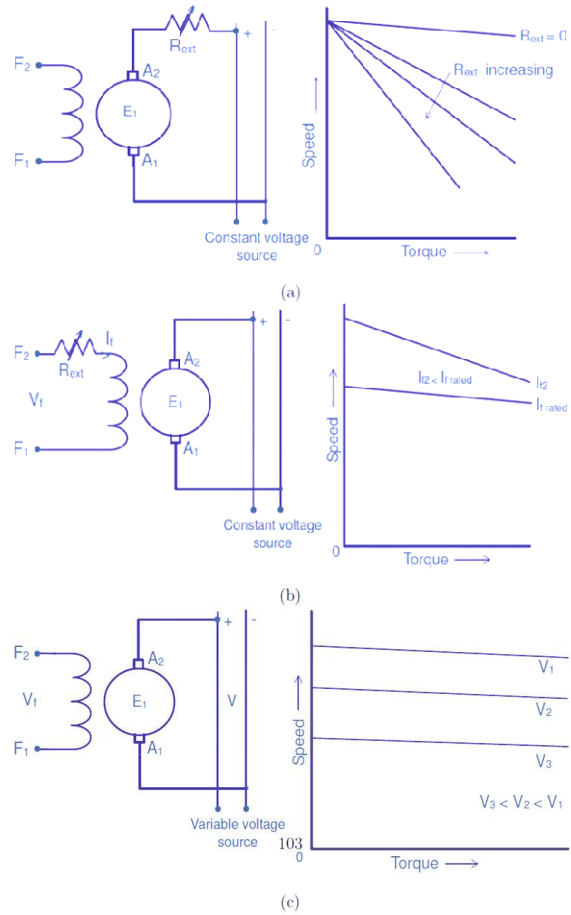 F2
F1
A2
E1
A1
Rext
+
-
Constant voltage
source
Speed
Rext = 0
Rext increasing
0
Torque
(a)
F2
Rext
If
Vf
F1
A2
E1
A1
+
-
Constant voltage
source
Speed
If2 < If rated
If2
If rated
0
Torque
(b)
F2
Vf
F1
A2
E1
A1
+
-
V
Variable voltage
source
Speed
V1
V2
V3
V3 < V2 < V1
103
0
Torque
(c)